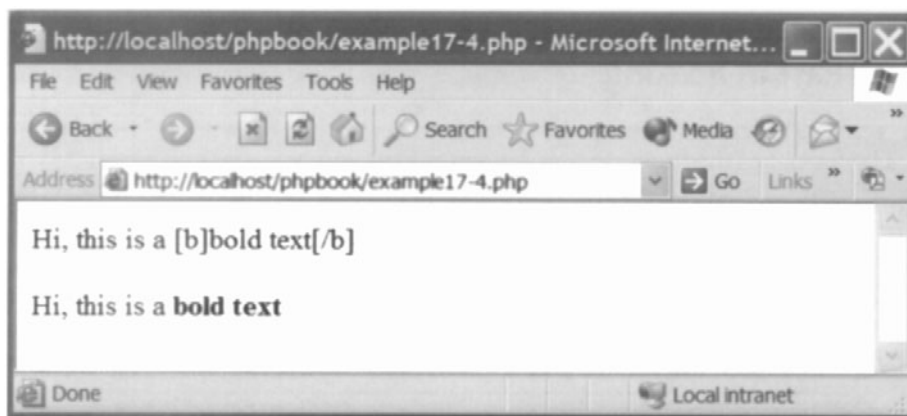 http://localhost/phpbook/example17-4.php - Microsoft Internet...
File Edit View Favorites Tools Help
Back Search Favorites Media »
Address http://localhost/phpbook/example17-4.php Go Links »
Hi, this is a [b]bold text[/b]
Hi, this is a bold text
Done Local intranet